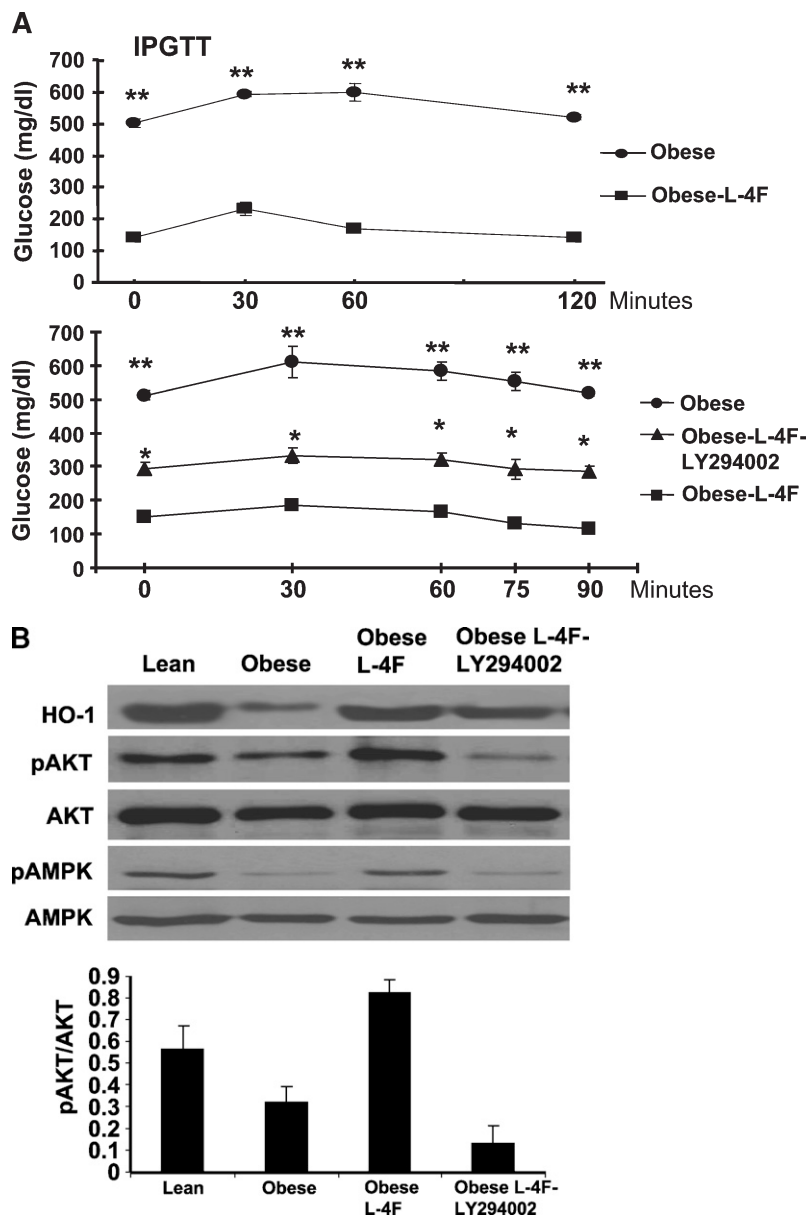 A
IPGTT
Glucose (mg/dl)
700
600
500
400
300
200
100
0
** ** ** **
0 30 60 120 Minutes
Obese
Obese-L-4F
Glucose (mg/dl)
700
600
500
400
300
200
100
0
** ** ** ** **
* * * * *
0 30 60 75 90 Minutes
Obese
Obese-L-4F-
LY294002
Obese-L-4F
B
Lean Obese Obese L-4F Obese L-4F-
LY294002
HO-1
pAKT
AKT
pAMPK
AMPK
pAKT/AKT
0.9
0.8
0.7
0.6
0.5
0.4
0.3
0.2
0.1
0
Lean Obese Obese L-4F Obese L-4F-
LY294002